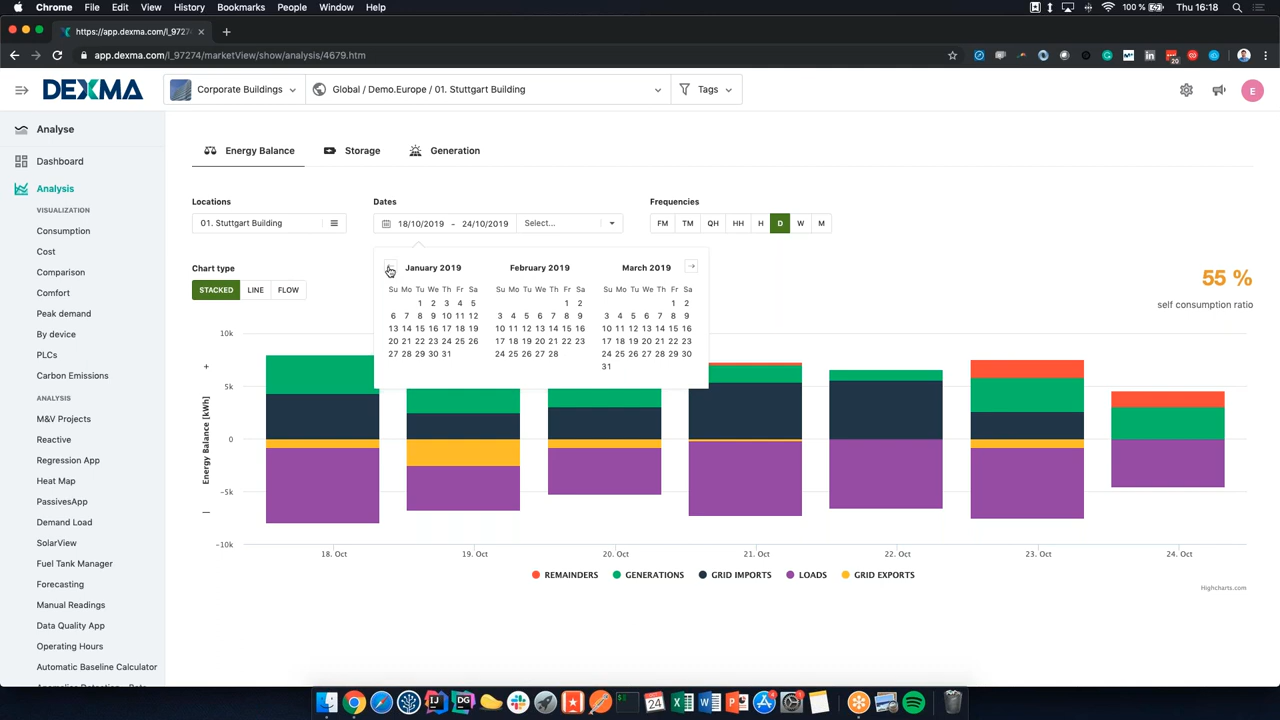 Chrome File Edit View History Bookmarks People Window Help 100 % Thu 16:18
https://app.dexma.com/l_9727
app.dexma.com/l_97274/marketView/show/analysis/4679.htm
20
DEXMA Corporate Buildings Global / Demo.Europe / 01. Stuttgart Building Tags E
Analyse
Dashboard
Analysis
VISUALIZATION
Consumption
Cost
Comparison
Comfort
Peak demand
By device
PLCs
Carbon Emissions
ANALYSIS
M&V Projects
Reactive
Regression App
Heat Map
PassivesApp
Demand Load
SolarView
Fuel Tank Manager
Forecasting
Manual Readings
Data Quality App
Operating Hours
Automatic Baseline Calculator
Energy Balance Storage Generation
Locations Dates Frequencies
01. Stuttgart Building 18/10/2019 - 24/10/2019 Select... FM TM QH HH H D W M
Chart type
STACKED LINE FLOW
January 2019 February 2019 March 2019
Su Mo Tu We Th Fr Sa Su Mo Tu We Th Fr Sa Su Mo Tu We Th Fr Sa
1 2 3 4 5 1 2 1 2
6 7 8 9 10 11 12 3 4 5 6 7 8 9 3 4 5 6 7 8 9
13 14 15 16 17 18 19 10 11 12 13 14 15 16 10 11 12 13 14 15 16
20 21 22 23 24 25 26 17 18 19 20 21 22 23 17 18 19 20 21 22 23
27 28 29 30 31 24 25 26 27 28 24 25 26 27 28 29 30
31
55 %
self consumption ratio
10k
+
5k
0
-5k
—
-10k
Energy Balance [kWh]
18. Oct 19. Oct 20. Oct 21. Oct 22. Oct 23. Oct 24. Oct
REMAINDERS GENERATIONS GRID IMPORTS LOADS GRID EXPORTS
Highcharts.com
24